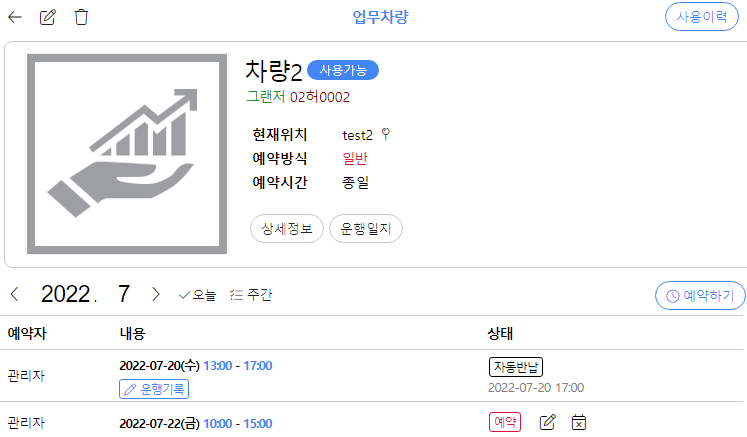 업무차량
사용이력
차량2 사용가능
그랜저 02허0002
현재위치 test2
예약방식 일반
예약시간 종일
상세정보 운행일지
2022. 7 오늘 주간 예약하기
예약자 내용 상태
관리자 2022-07-20(수) 13:00 - 17:00 자동반납
운행기록 2022-07-20 17:00
관리자 2022-07-22(금) 10:00 - 15:00 예약